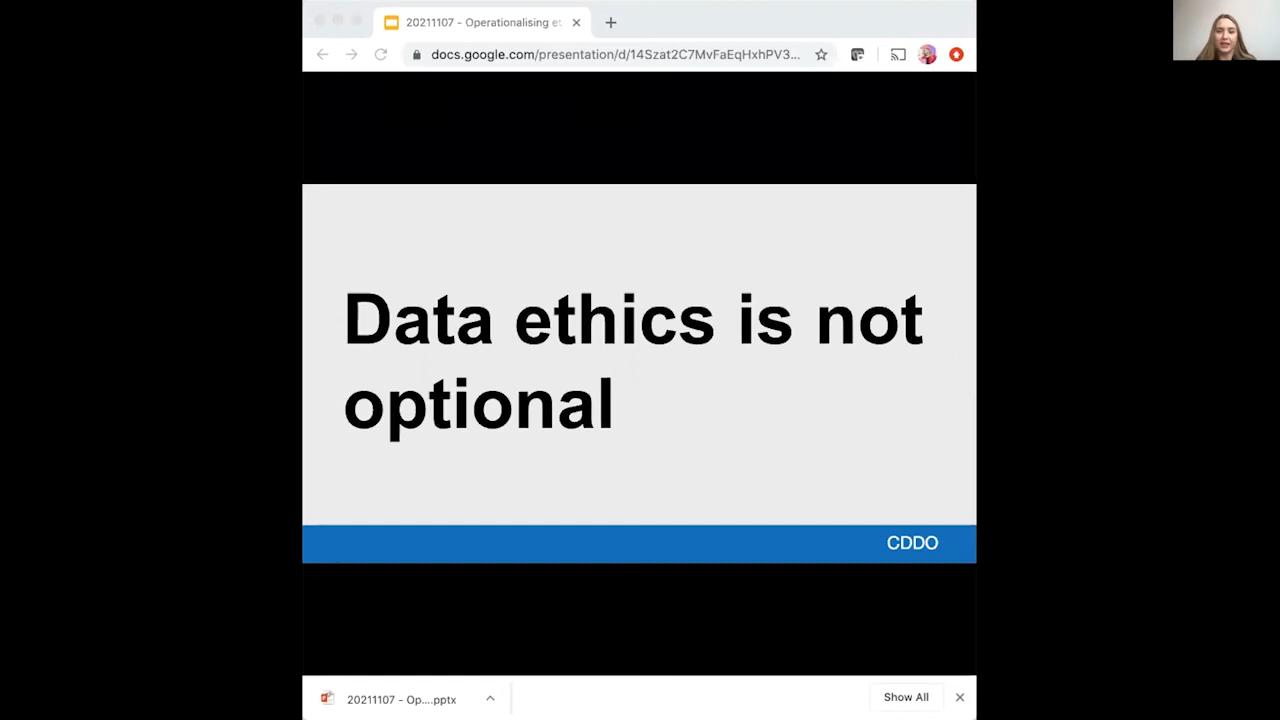 20211107 - Operationalising et
docs.google.com/presentation/d/14Szat2C7MvFaEqHxhPV3...
Data ethics is not
optional
CDDO
20211107 - Op....pptx
Show All